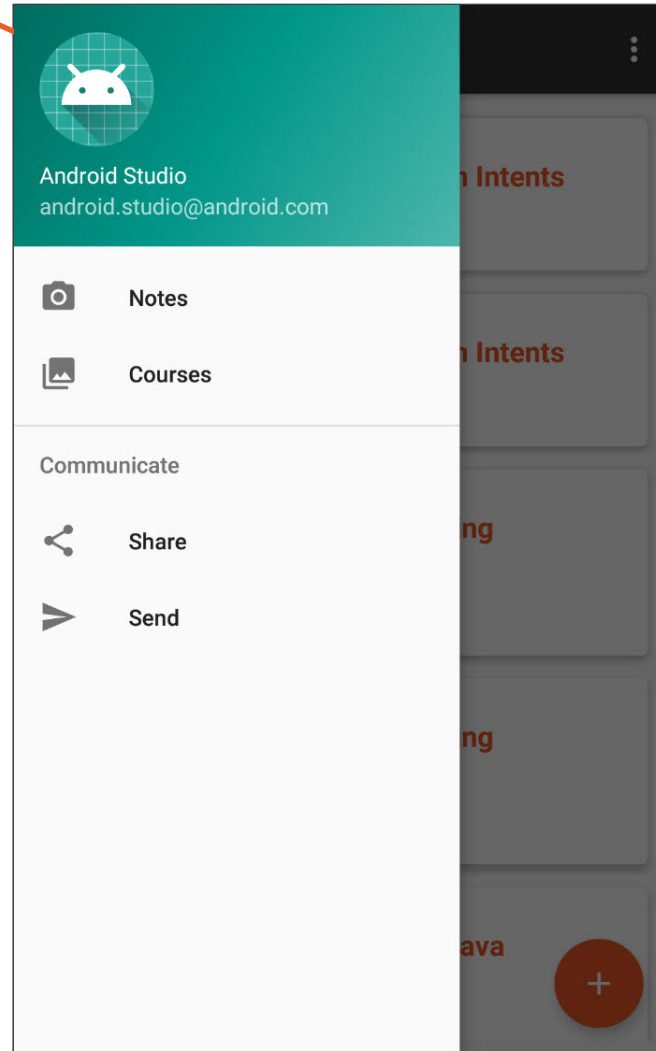 Android Studio
android.studio@android.com
Notes
Courses
Communicate
Share
Send
Intents
Intents
ng
ng
ava